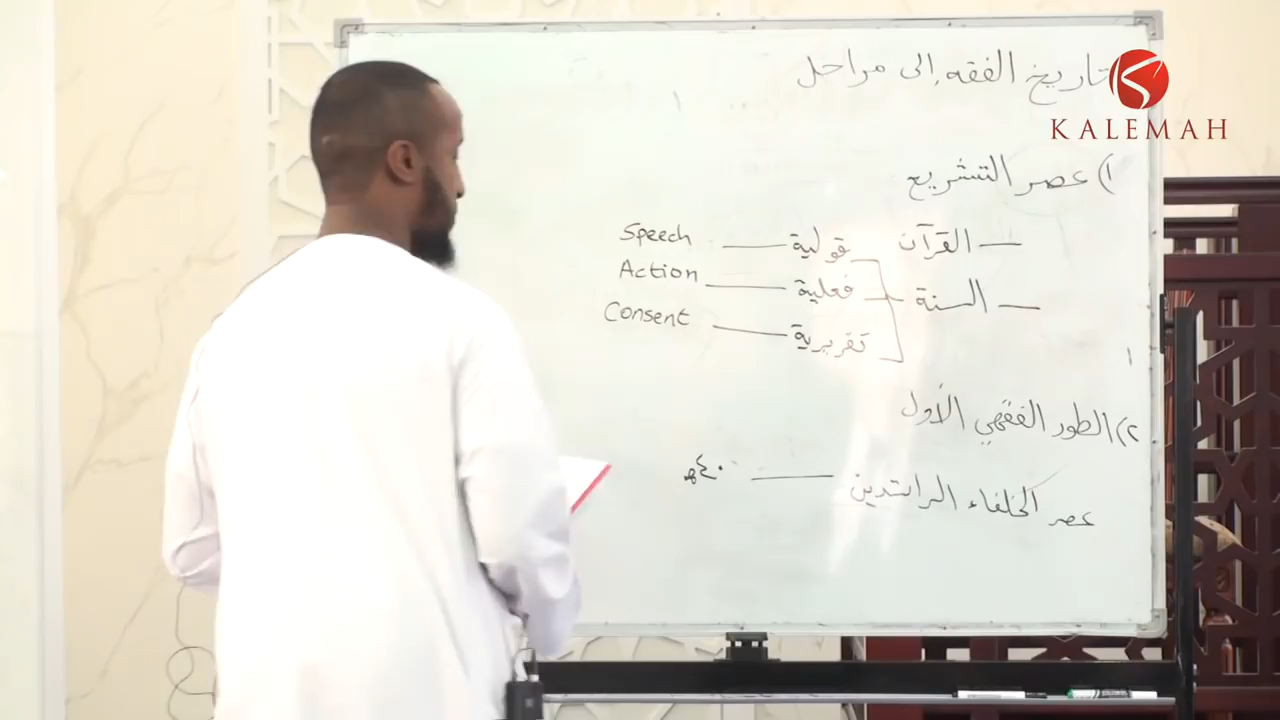 تاريخ الفقه إلى مراحل
KALEMAH
١) عصر التشريع
— القرآن
— السنة
قولية — Speech
فعلية — Action
تقريرية — Consent
٢) الطور الفقهي الأول
عصر الخلفاء الراشدين — ٤٠هـ